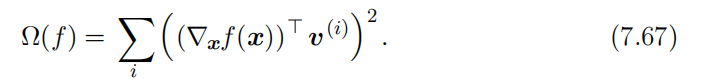 Ω(f) = ∑_i ((∇_x f(x))^⊤ v^(i))^2. (7.67)